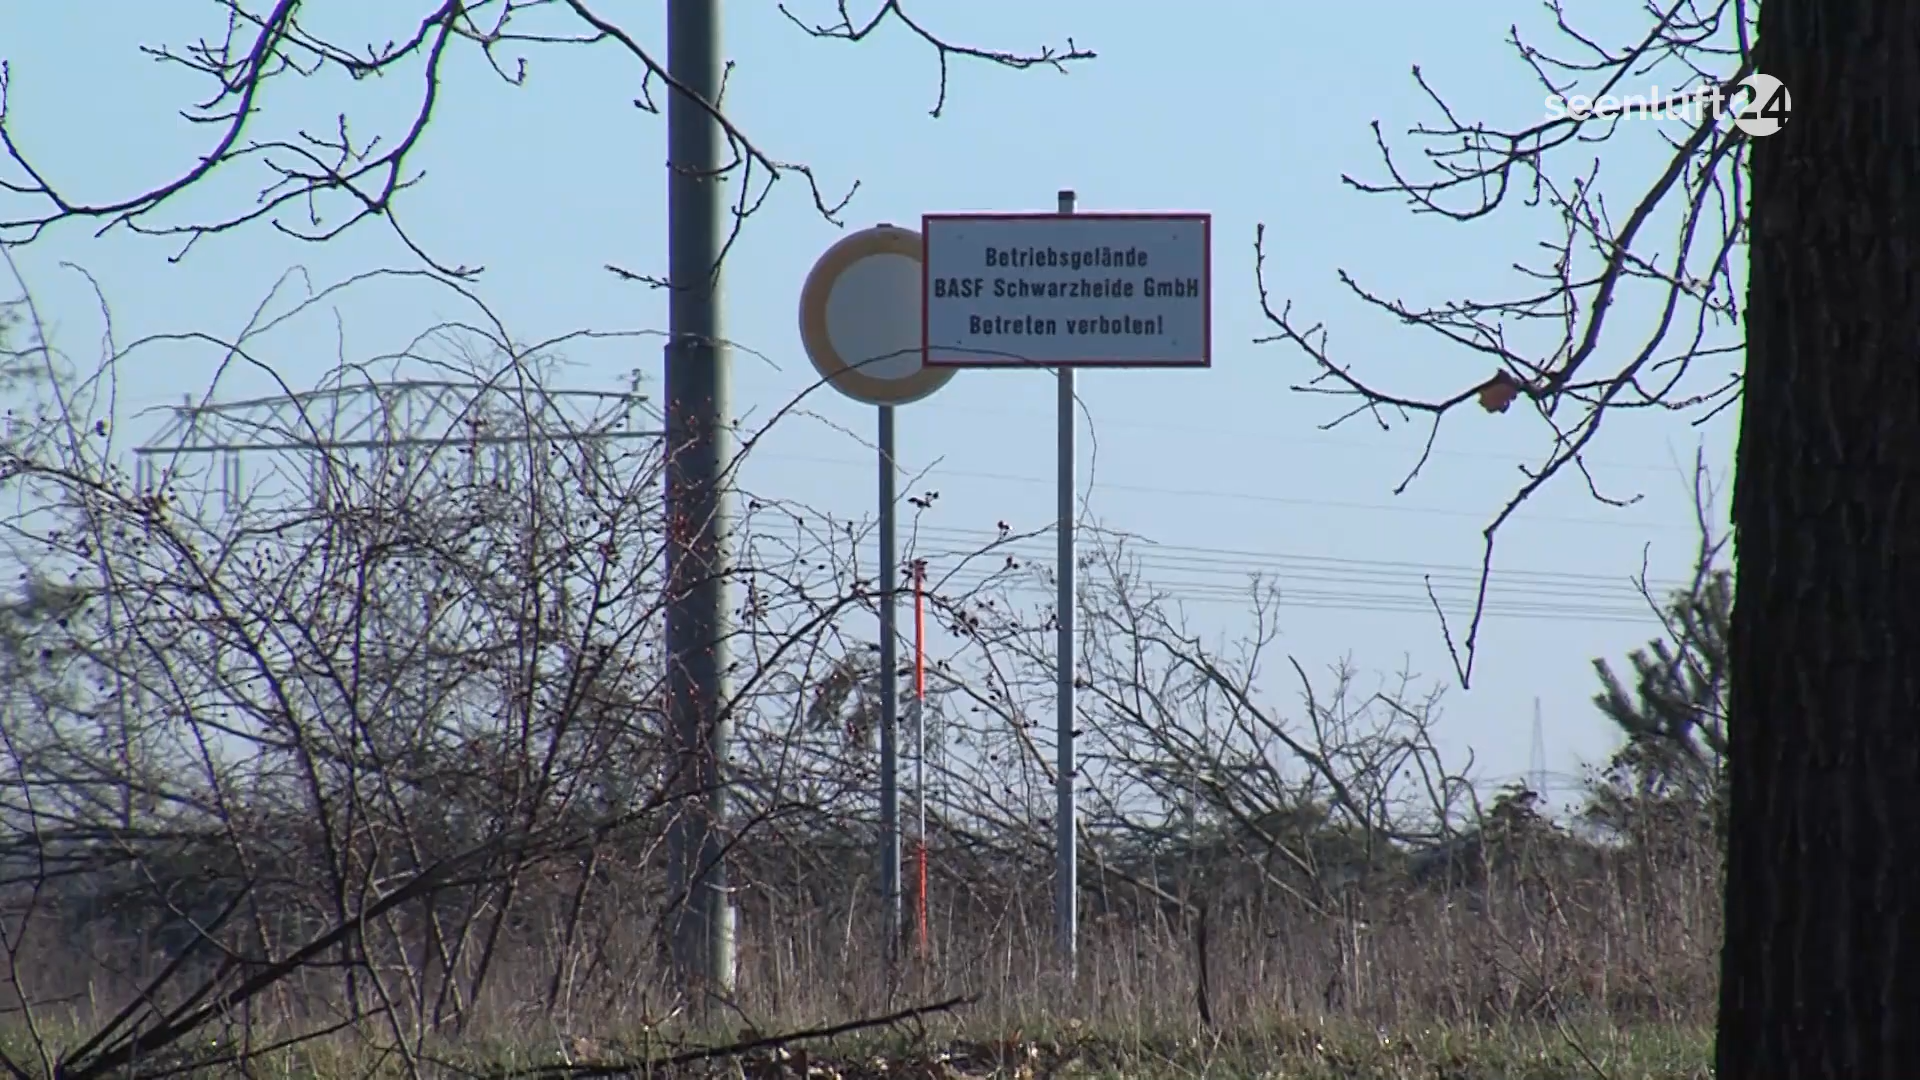 seenluft24
Betriebsgelände
BASF Schwarzheide GmbH
Betreten verboten!